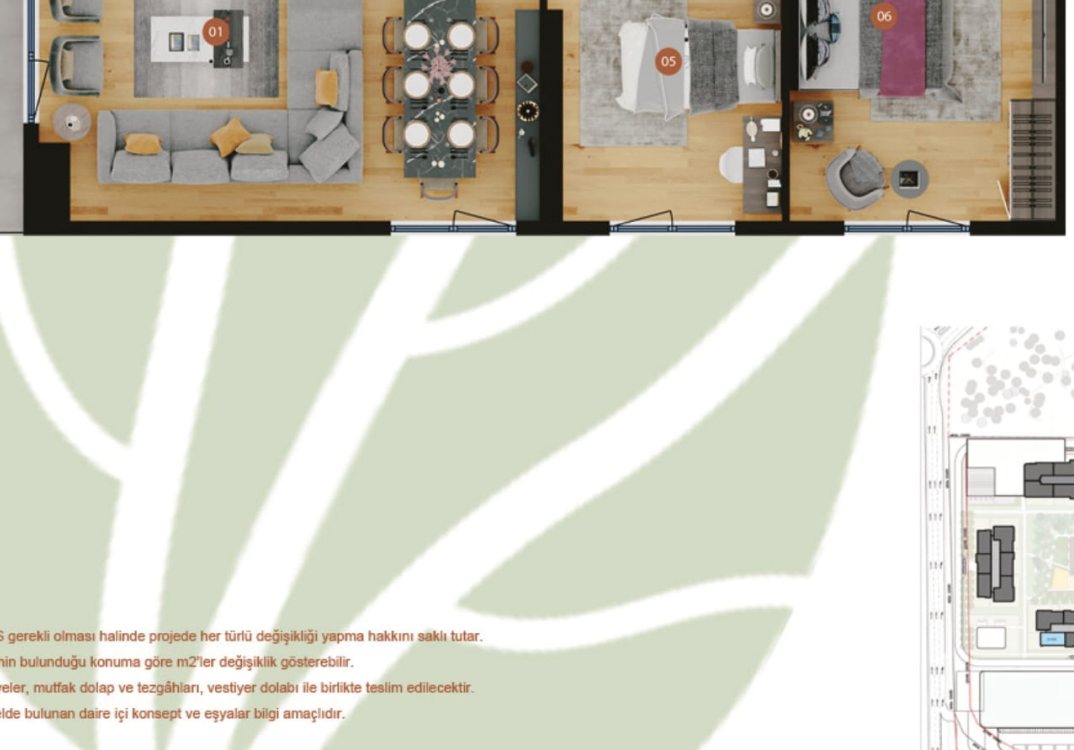 01
05
06
S gerekli olması halinde projede her türlü değişikliği yapma hakkını saklı tutar.
nin bulunduğu konuma göre m2'ler değişiklik gösterebilir.
eler, mutfak dolap ve tezgâhları, vestiyer dolabı ile birlikte teslim edilecektir.
elde bulunan daire içi konsept ve eşyalar bilgi amaçlıdır.